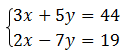 3x + 5y = 44
2x - 7y = 19